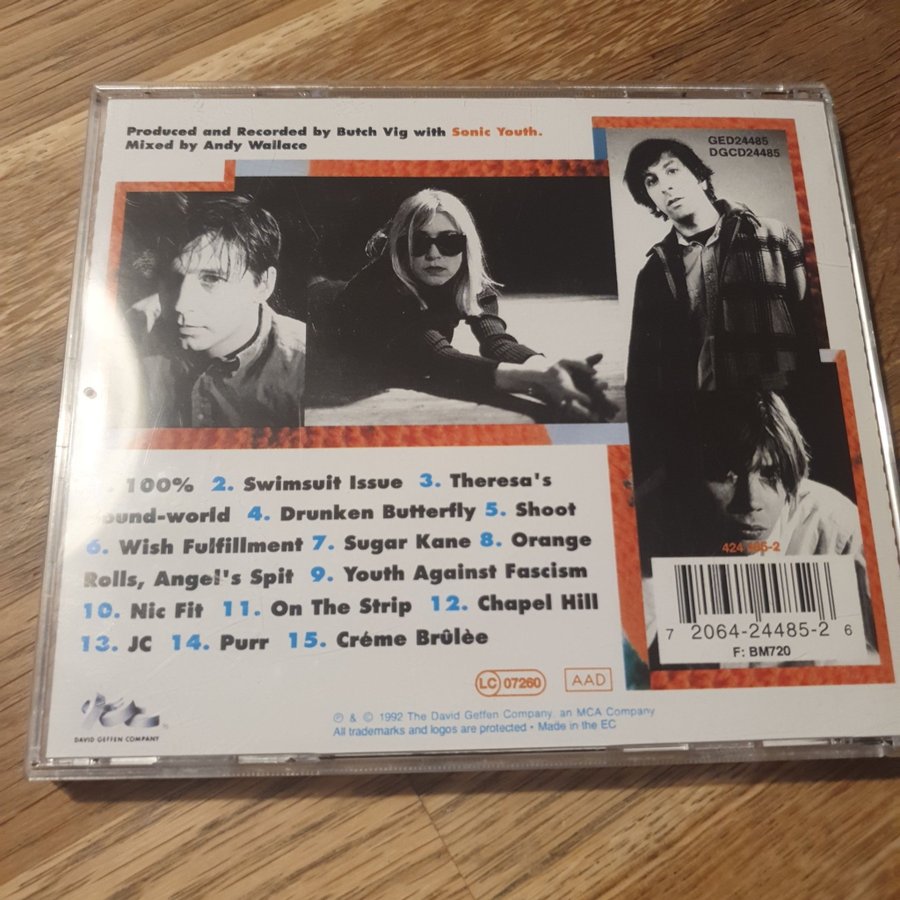 Produced and Recorded by Butch Vig with Sonic Youth.
Mixed by Andy Wallace
GED24485
DGCD24485
100% 2. Swimsuit Issue 3. Theresa's
ound-world 4. Drunken Butterfly 5. Shoot
6. Wish Fulfillment 7. Sugar Kane 8. Orange
Rolls, Angel's Spit 9. Youth Against Fascism
10. Nic Fit 11. On The Strip 12. Chapel Hill
13. JC 14. Purr 15. Créme Brûlèe
7 2064-24485-2 6
F: BM720
LC 07260 AAD
DAVID GEFFEN COMPANY
℗ & © 1992 The David Geffen Company, an MCA Company
All trademarks and logos are protected • Made in the EC